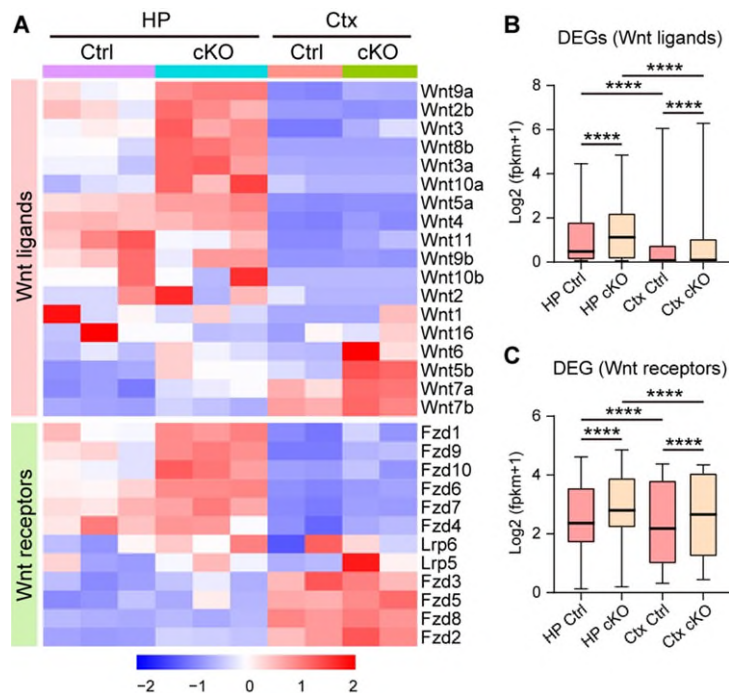 A
HP
Ctx
Ctrl
cKO
Ctrl
cKO
Wnt ligands
Wnt9a
Wnt2b
Wnt3
Wnt8b
Wnt3a
Wnt10a
Wnt5a
Wnt4
Wnt11
Wnt9b
Wnt10b
Wnt2
Wnt1
Wnt16
Wnt6
Wnt5b
Wnt7a
Wnt7b
Wnt receptors
Fzd1
Fzd9
Fzd10
Fzd6
Fzd7
Fzd4
Lrp6
Lrp5
Fzd3
Fzd5
Fzd8
Fzd2
−2 −1 0 1 2
B
DEGs (Wnt ligands)
Log2 (fpkm+1)
8
6
4
2
0
****
****
****
****
HP Ctrl
HP cKO
Ctx Ctrl
Ctx cKO
C
DEG (Wnt receptors)
Log2 (fpkm+1)
6
4
2
0
****
****
****
****
HP Ctrl
HP cKO
Ctx Ctrl
Ctx cKO